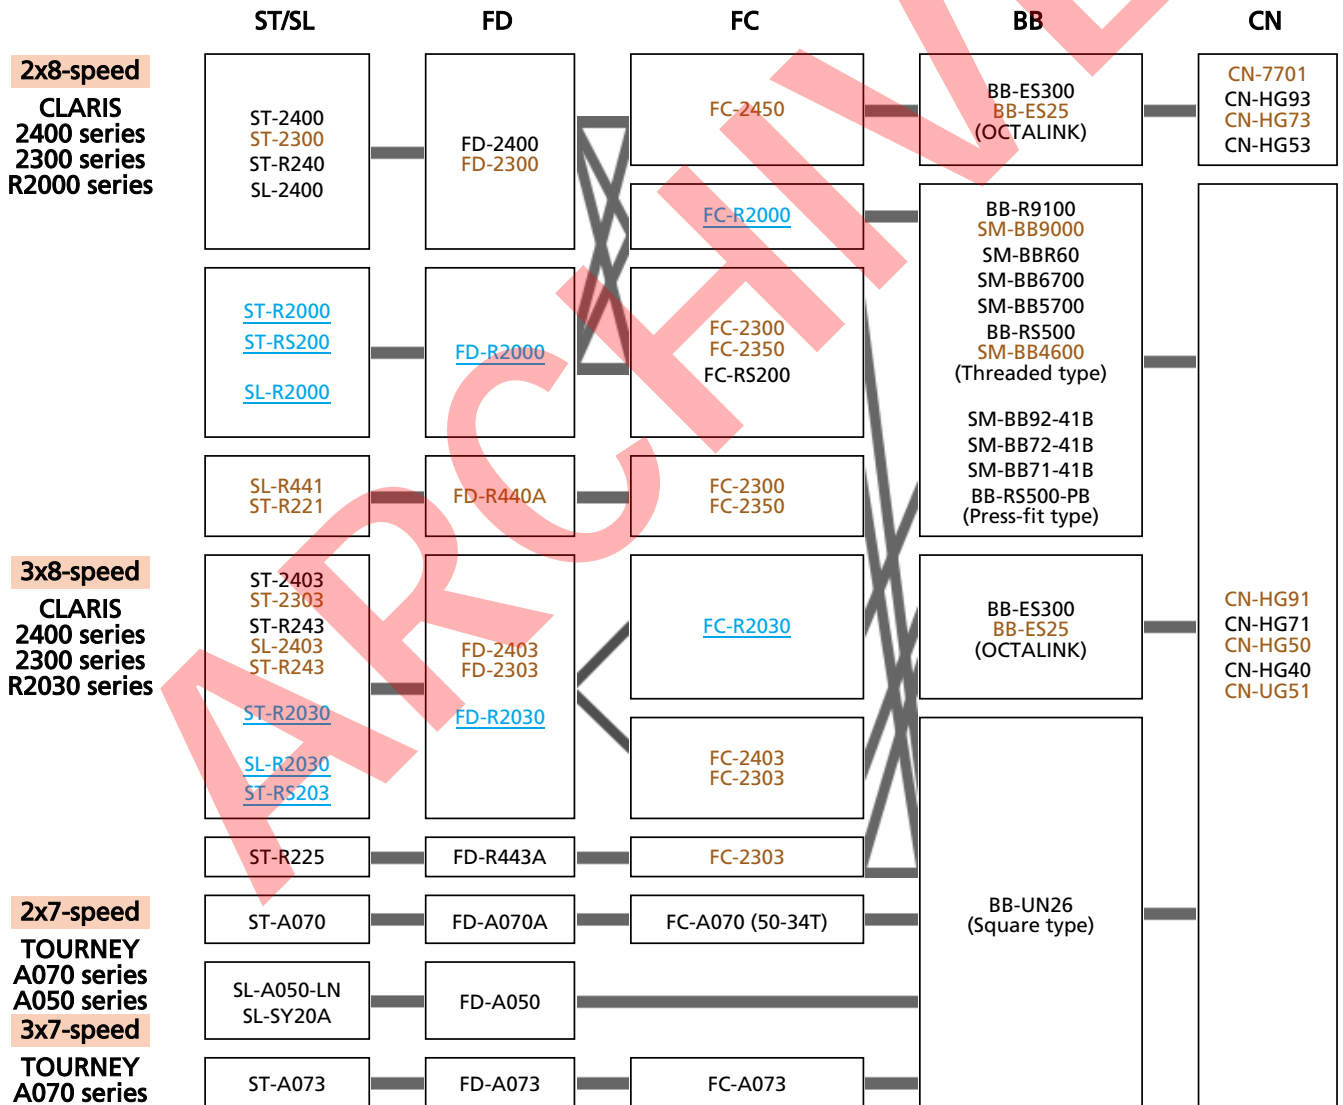 ST/SL
FD
FC
BB
CN
2x8-speed
CLARIS
2400 series
2300 series
R2000 series
ST-2400
ST-2300
ST-R240
SL-2400
FD-2400
FD-2300
FC-2450
BB-ES300
BB-ES25
(OCTALINK)
CN-7701
CN-HG93
CN-HG73
CN-HG53
FC-R2000
BB-R9100
SM-BB9000
SM-BBR60
SM-BB6700
SM-BB5700
BB-RS500
SM-BB4600
(Threaded type)
SM-BB92-41B
SM-BB72-41B
SM-BB71-41B
BB-RS500-PB
(Press-fit type)
ST-R2000
ST-RS200
SL-R2000
FD-R2000
FC-2300
FC-2350
FC-RS200
SL-R441
ST-R221
FD-R440A
FC-2300
FC-2350
3x8-speed
CLARIS
2400 series
2300 series
R2030 series
ST-2403
ST-2303
ST-R243
SL-2403
ST-R243
ST-R2030
SL-R2030
ST-RS203
FD-2403
FD-2303
FD-R2030
FC-R2030
BB-ES300
BB-ES25
(OCTALINK)
CN-HG91
CN-HG71
CN-HG50
CN-HG40
CN-UG51
FC-2403
FC-2303
ST-R225
FD-R443A
FC-2303
2x7-speed
TOURNEY
A070 series
A050 series
ST-A070
FD-A070A
FC-A070 (50-34T)
BB-UN26
(Square type)
SL-A050-LN
SL-SY20A
FD-A050
3x7-speed
TOURNEY
A070 series
ST-A073
FD-A073
FC-A073
ARCHIVE